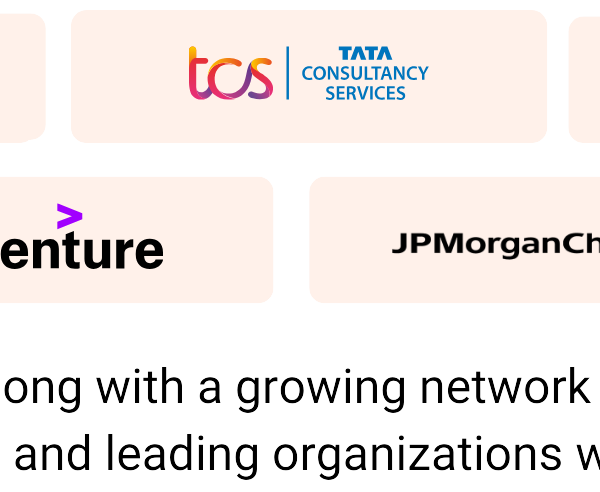 tcs TATA
CONSULTANCY
SERVICES
enture JPMorganCh
ong with a growing network
and leading organizations w